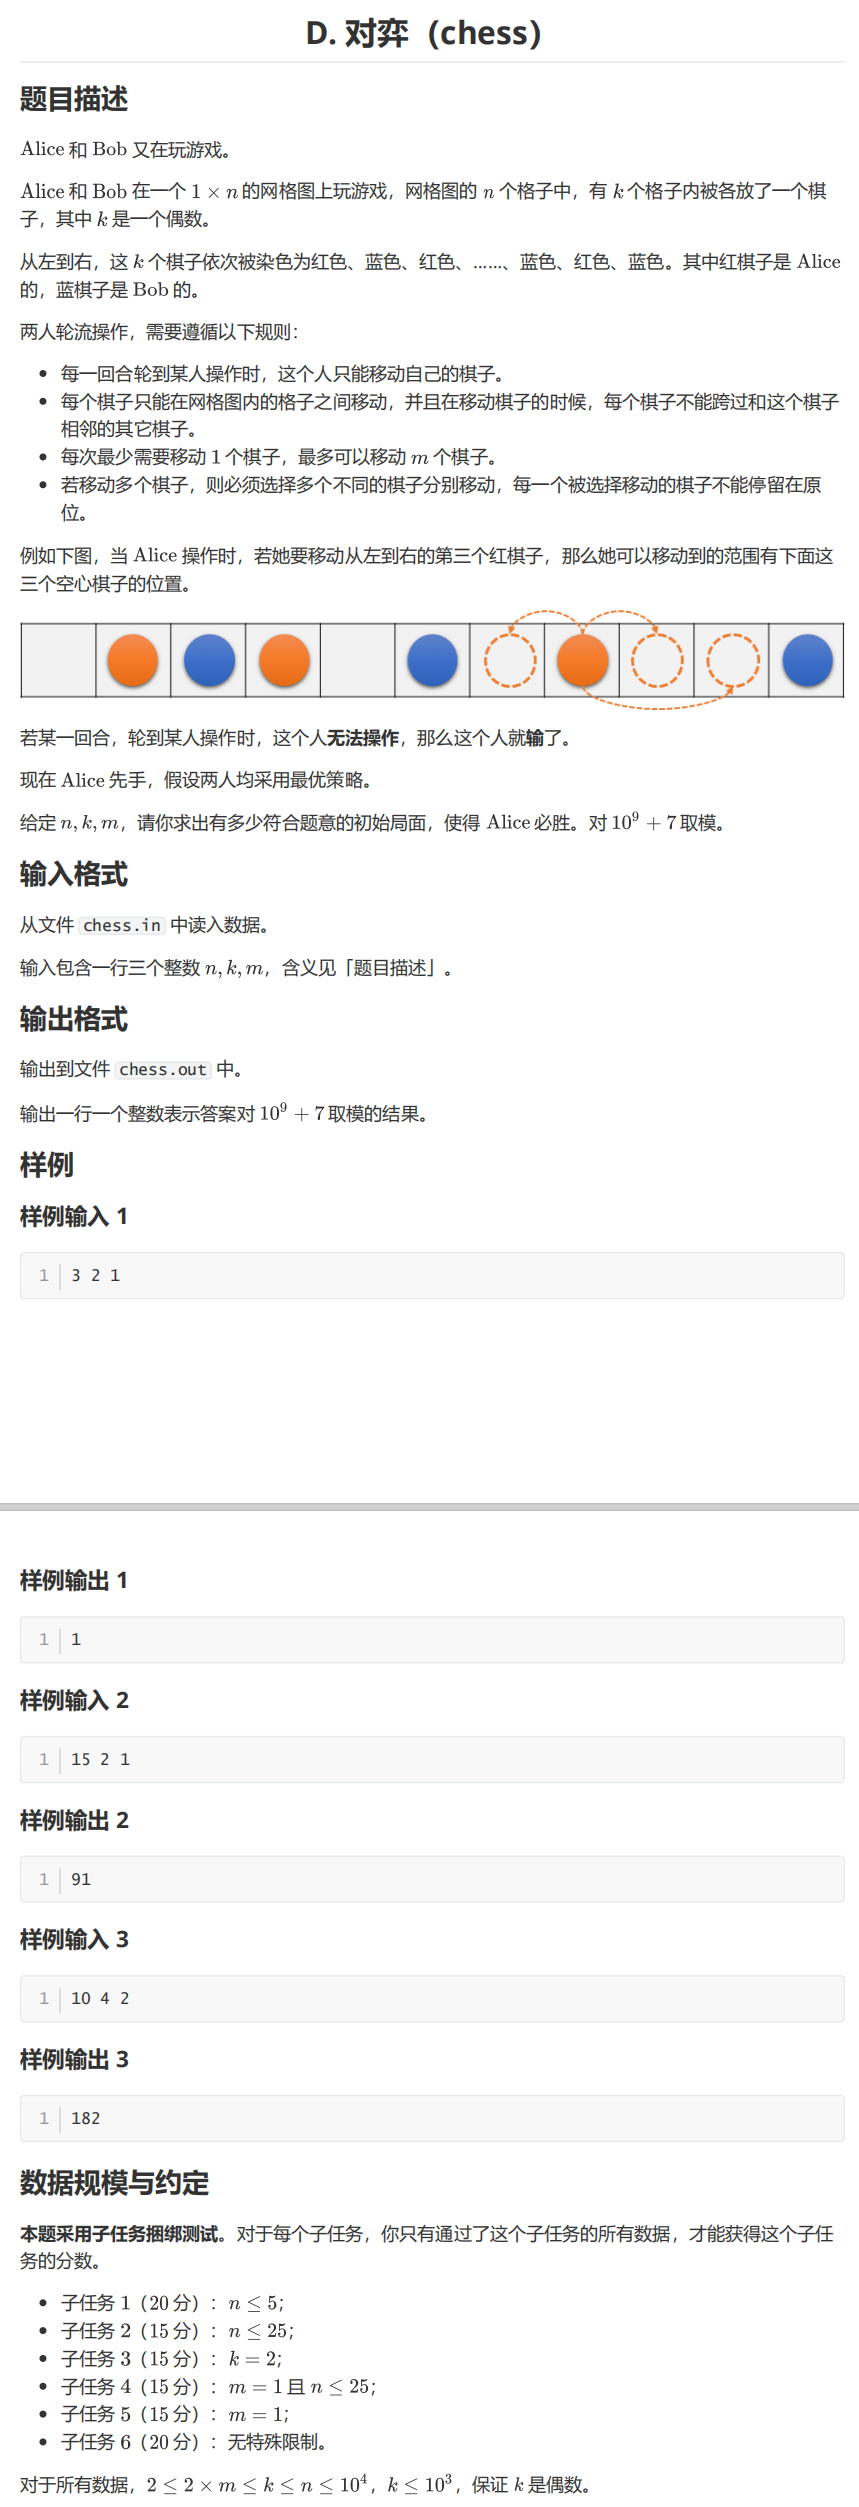 D. 对弈（chess）
题目描述
Alice 和 Bob 又在玩游戏。
Alice 和 Bob 在一个 1 × n 的网格图上玩游戏，网格图的 n 个格子中，有 k 个格子内被各放了一个棋
子，其中 k 是一个偶数。
从左到右，这 k 个棋子依次被染色为红色、蓝色、红色、……、蓝色、红色、蓝色。其中红棋子是 Alice
的，蓝棋子是 Bob 的。
两人轮流操作，需要遵循以下规则：
• 每一回合轮到某人操作时，这个人只能移动自己的棋子。
• 每个棋子只能在网格图内的格子之间移动，并且在移动棋子的时候，每个棋子不能跨过和这个棋子
相邻的其它棋子。
• 每次最少需要移动 1 个棋子，最多可以移动 m 个棋子。
• 若移动多个棋子，则必须选择多个不同的棋子分别移动，每一个被选择移动的棋子不能停留在原
位。
例如下图，当 Alice 操作时，若她要移动从左到右的第三个红棋子，那么她可以移动到的范围有下面这
三个空心棋子的位置。
若某一回合，轮到某人操作时，这个人无法操作，那么这个人就输了。
现在 Alice 先手，假设两人均采用最优策略。
给定 n, k, m，请你求出有多少符合题意的初始局面，使得 Alice 必胜。对 10⁹ + 7 取模。
输入格式
从文件 chess.in 中读入数据。
输入包含一行三个整数 n, k, m，含义见「题目描述」。
输出格式
输出到文件 chess.out 中。
输出一行一个整数表示答案对 10⁹ + 7 取模的结果。
样例
样例输入 1
1 3 2 1
样例输出 1
1 1
样例输入 2
1 15 2 1
样例输出 2
1 91
样例输入 3
1 10 4 2
样例输出 3
1 182
数据规模与约定
本题采用子任务捆绑测试。对于每个子任务，你只有通过了这个子任务的所有数据，才能获得这个子任
务的分数。
• 子任务 1（20 分）：n ≤ 5；
• 子任务 2（15 分）：n ≤ 25；
• 子任务 3（15 分）：k = 2；
• 子任务 4（15 分）：m = 1 且 n ≤ 25；
• 子任务 5（15 分）：m = 1；
• 子任务 6（20 分）：无特殊限制。
对于所有数据，2 ≤ 2 × m ≤ k ≤ n ≤ 10⁴，k ≤ 10³，保证 k 是偶数。